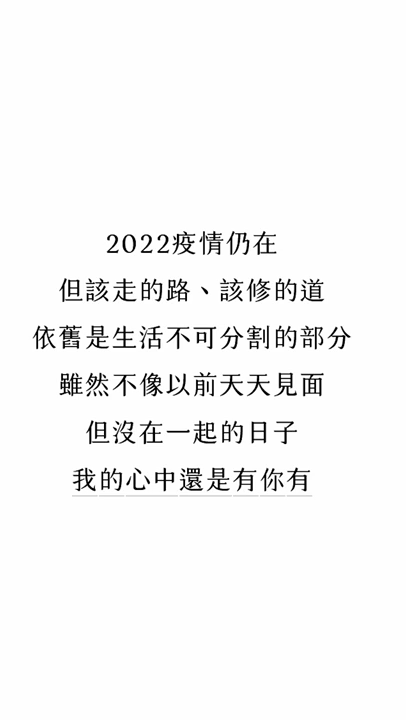 2022疫情仍在
但該走的路、該修的道
依舊是生活不可分割的部分
雖然不像以前天天見面
但沒在一起的日子
我的心中還是有你有